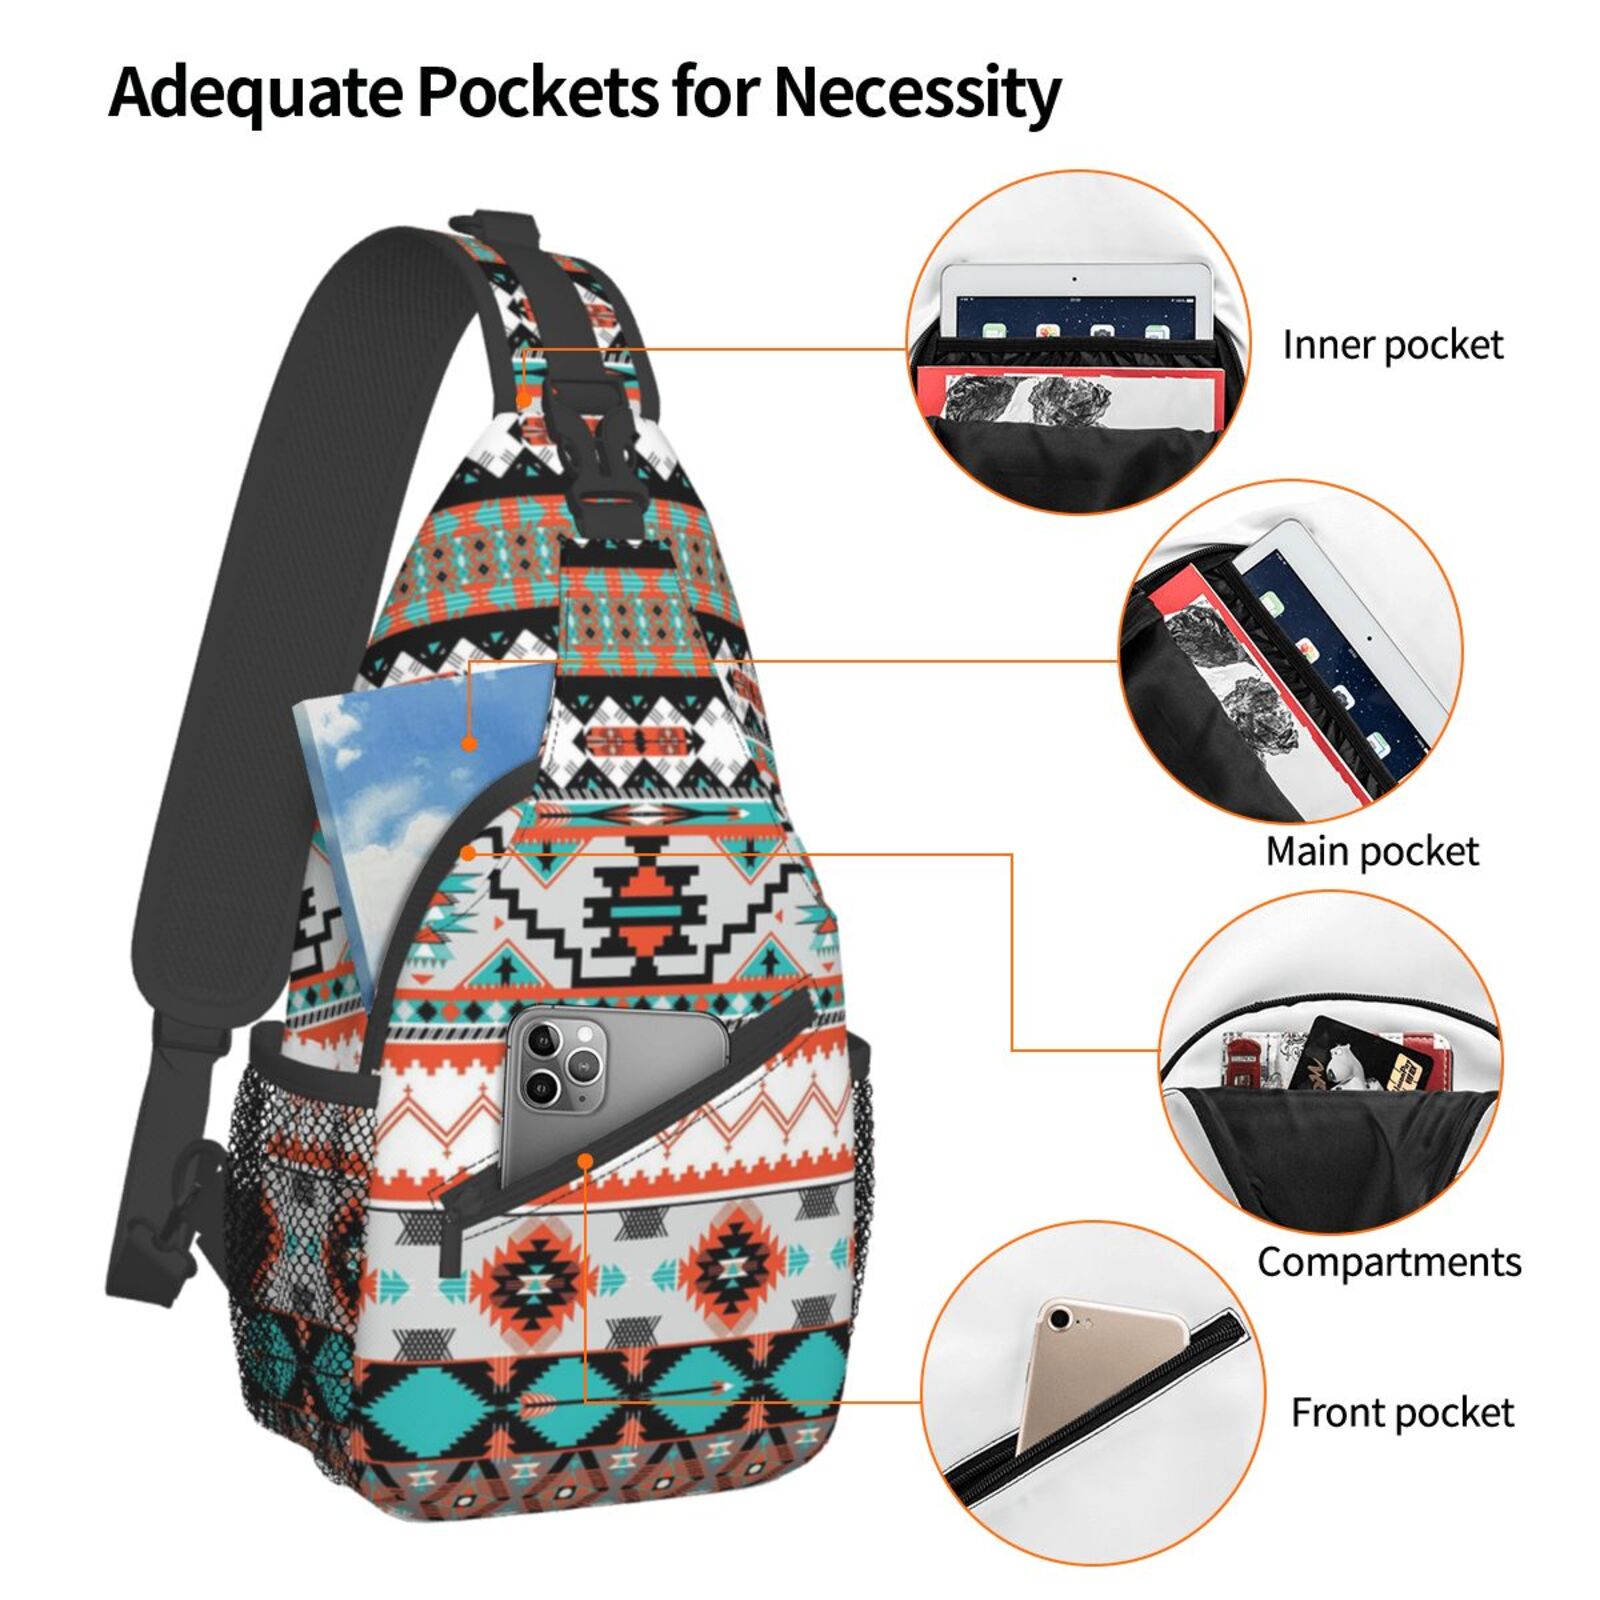 Adequate Pockets for Necessity
Inner pocket
Main pocket
Compartments
Front pocket